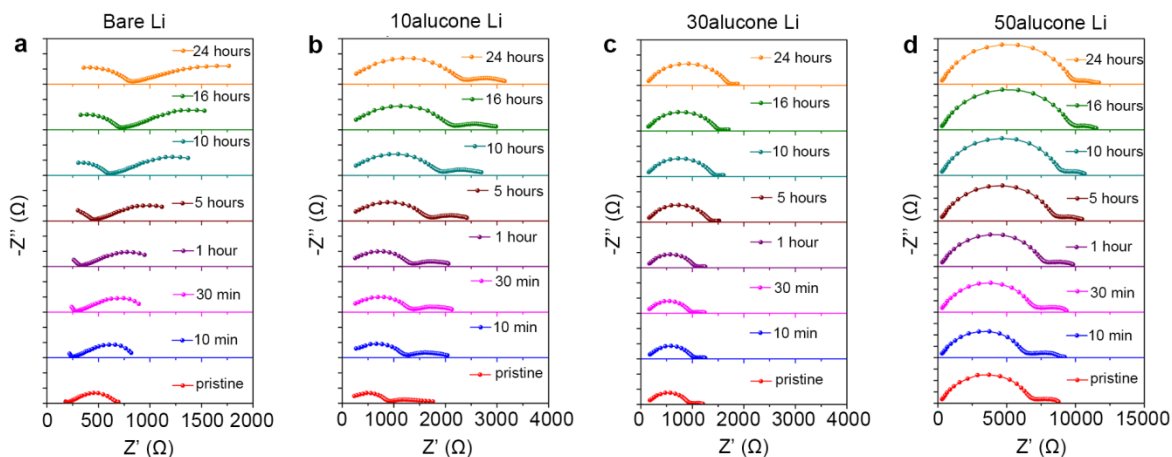 Bare Li
10alucone Li
30alucone Li
50alucone Li
a
24 hours
16 hours
10 hours
5 hours
1 hour
30 min
10 min
pristine
-Z'' (Ω)
0 500 1000 1500 2000
Z' (Ω)
b
24 hours
16 hours
10 hours
5 hours
1 hour
30 min
10 min
pristine
-Z'' (Ω)
0 1000 2000 3000 4000
Z' (Ω)
c
24 hours
16 hours
10 hours
5 hours
1 hour
30 min
10 min
pristine
-Z'' (Ω)
0 1000 2000 3000 4000
Z' (Ω)
d
24 hours
16 hours
10 hours
5 hours
1 hour
30 min
10 min
pristine
-Z'' (Ω)
0 5000 10000 15000
Z' (Ω)